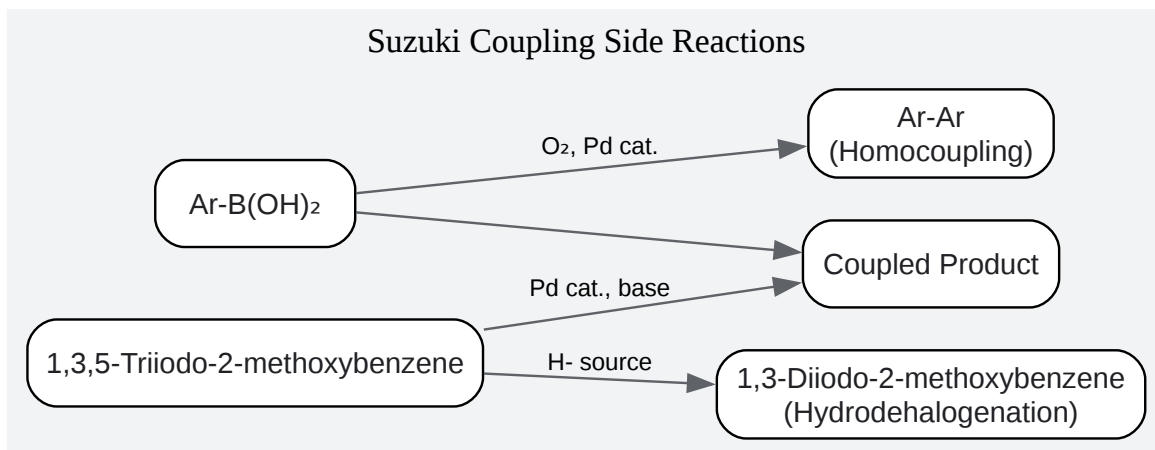 Suzuki Coupling Side Reactions
Ar-Ar
(Homocoupling)
O₂, Pd cat.
Ar-B(OH)₂
Coupled Product
Pd cat., base
1,3,5-Triiodo-2-methoxybenzene
H- source
1,3-Diiodo-2-methoxybenzene
(Hydrodehalogenation)